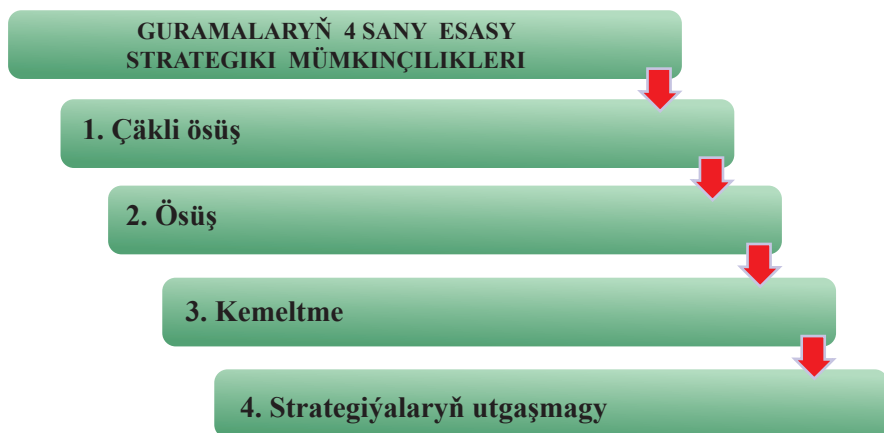 GURAMALARYŇ 4 SANY ESASY
STRATEGIKI MÜMKINÇILIKLERI
1. Çäkli ösüş
2. Ösüş
3. Kemeltme
4. Strategiýalaryň utgaşmagy